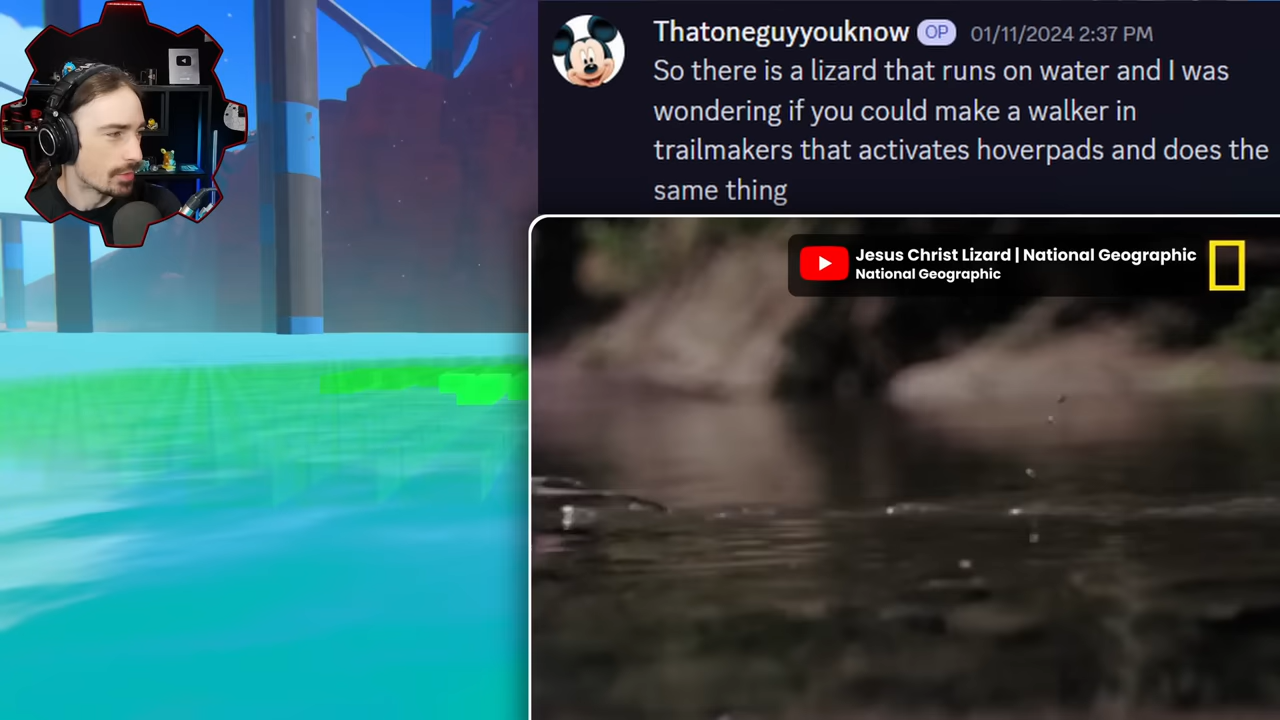 Thatoneguyyouknow OP 01/11/2024 2:37 PM
So there is a lizard that runs on water and I was
wondering if you could make a walker in
trailmakers that activates hoverpads and does the
same thing
Jesus Christ Lizard | National Geographic
National Geographic